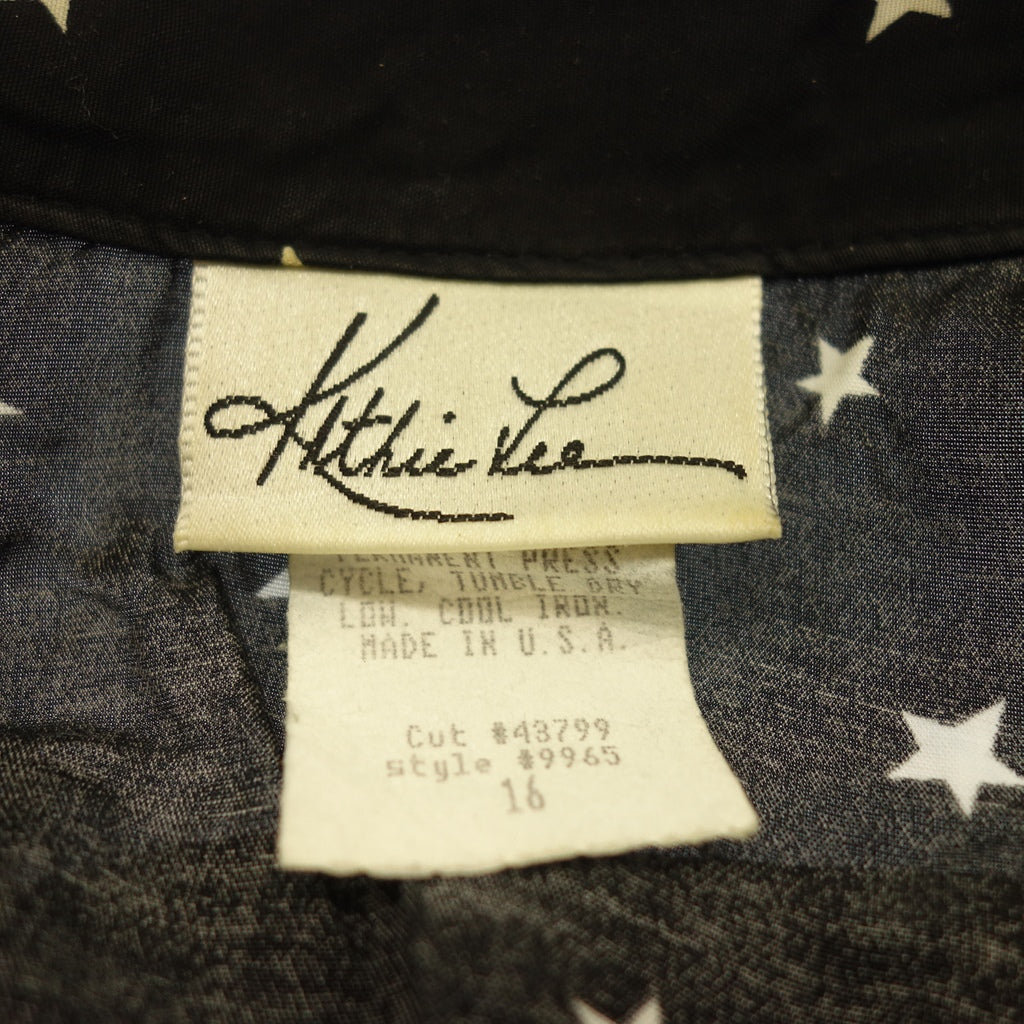 Kathie Lee
PERMANENT PRESS
CYCLE, TUMBLE DRY
LOW. COOL IRON.
MADE IN U.S.A.
Cut #43799
style #9965
16